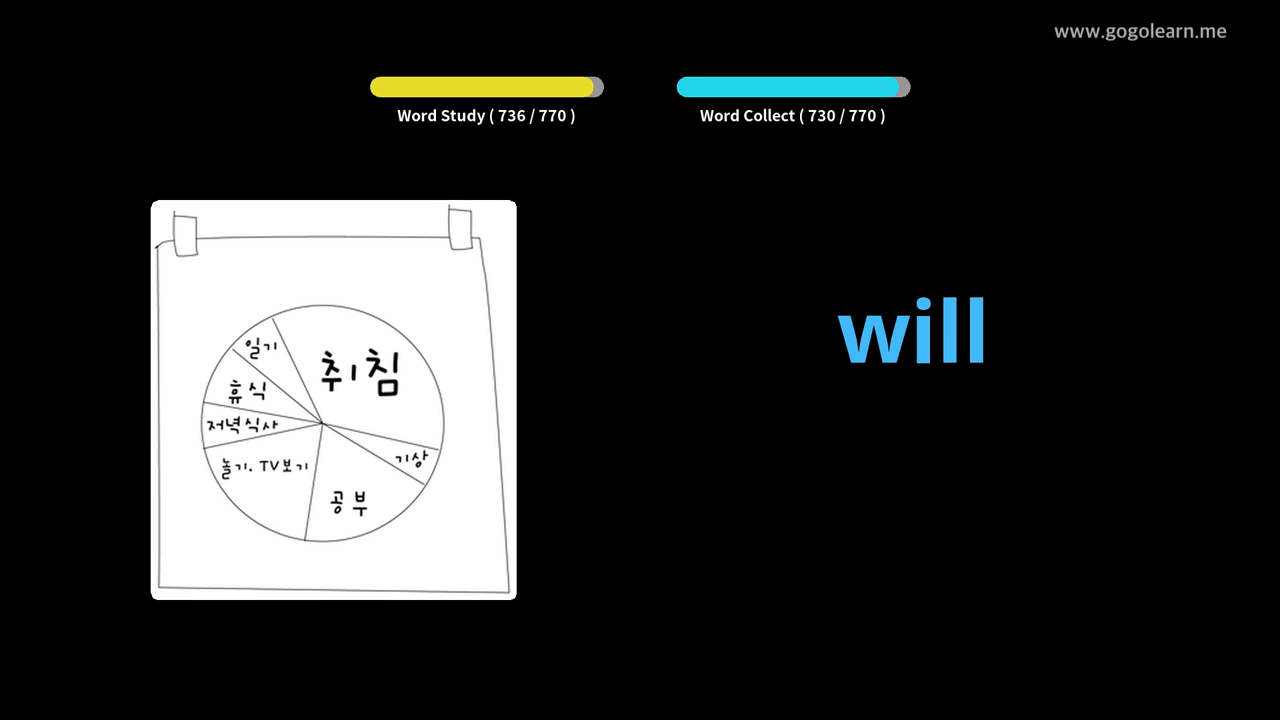 www.gogolearn.me
Word Study ( 736 / 770 )
Word Collect ( 730 / 770 )
will
일기
취침
휴식
저녁식사
놀기. TV보기
기상
공부